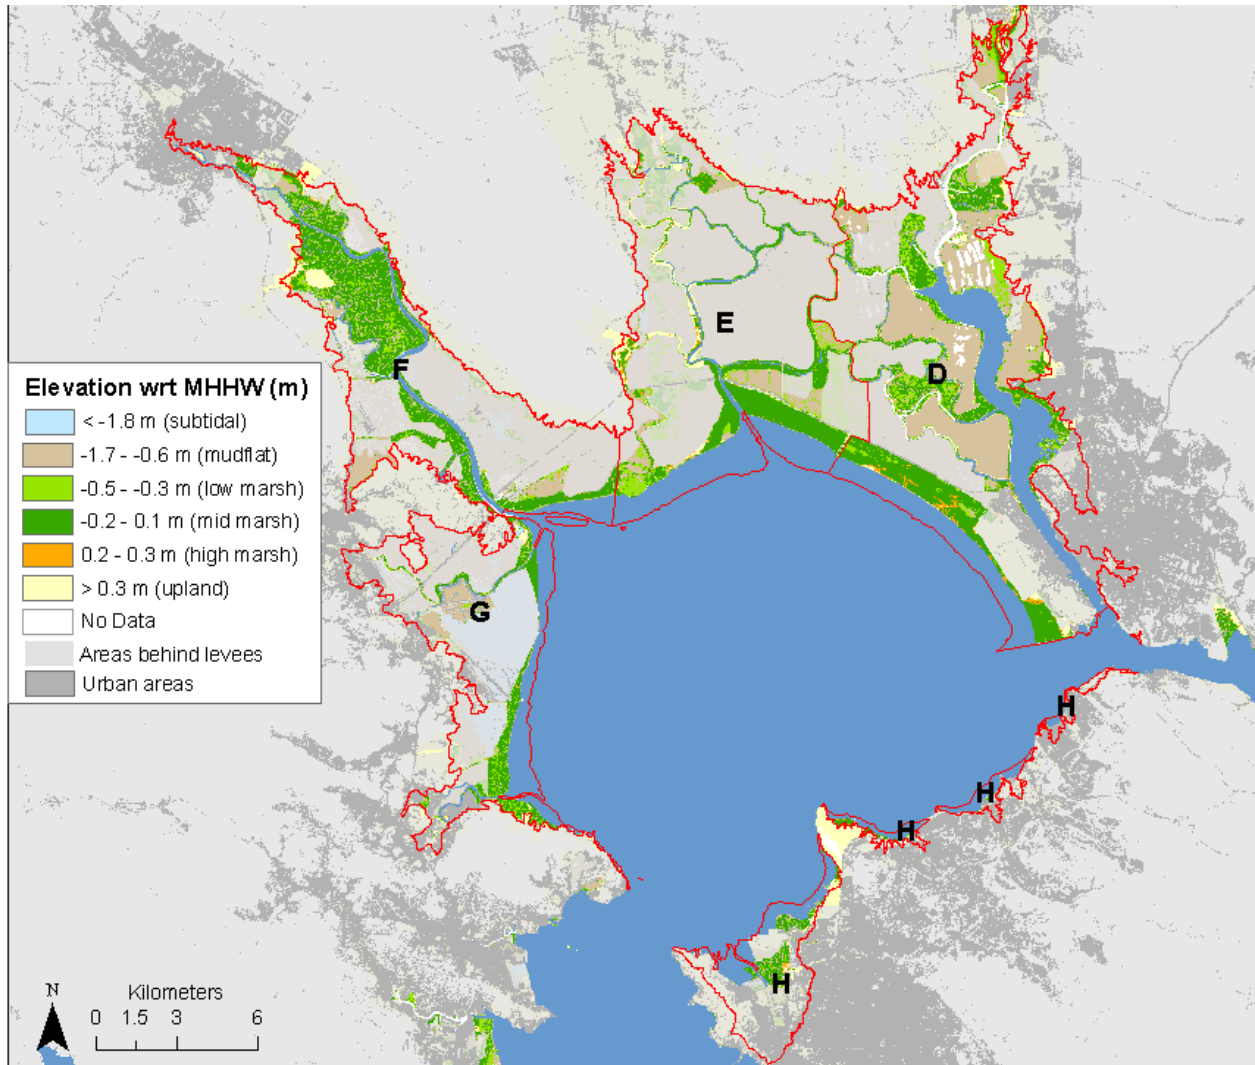 E
D
F
Elevation wrt MHHW (m)
< -1.8 m (subtidal)
-1.7 - -0.6 m (mudflat)
-0.5 - -0.3 m (low marsh)
-0.2 - 0.1 m (mid marsh)
0.2 - 0.3 m (high marsh)
> 0.3 m (upland)
No Data
Areas behind levees
Urban areas
G
H
H
H
H
N
Kilometers
0 1.5 3 6